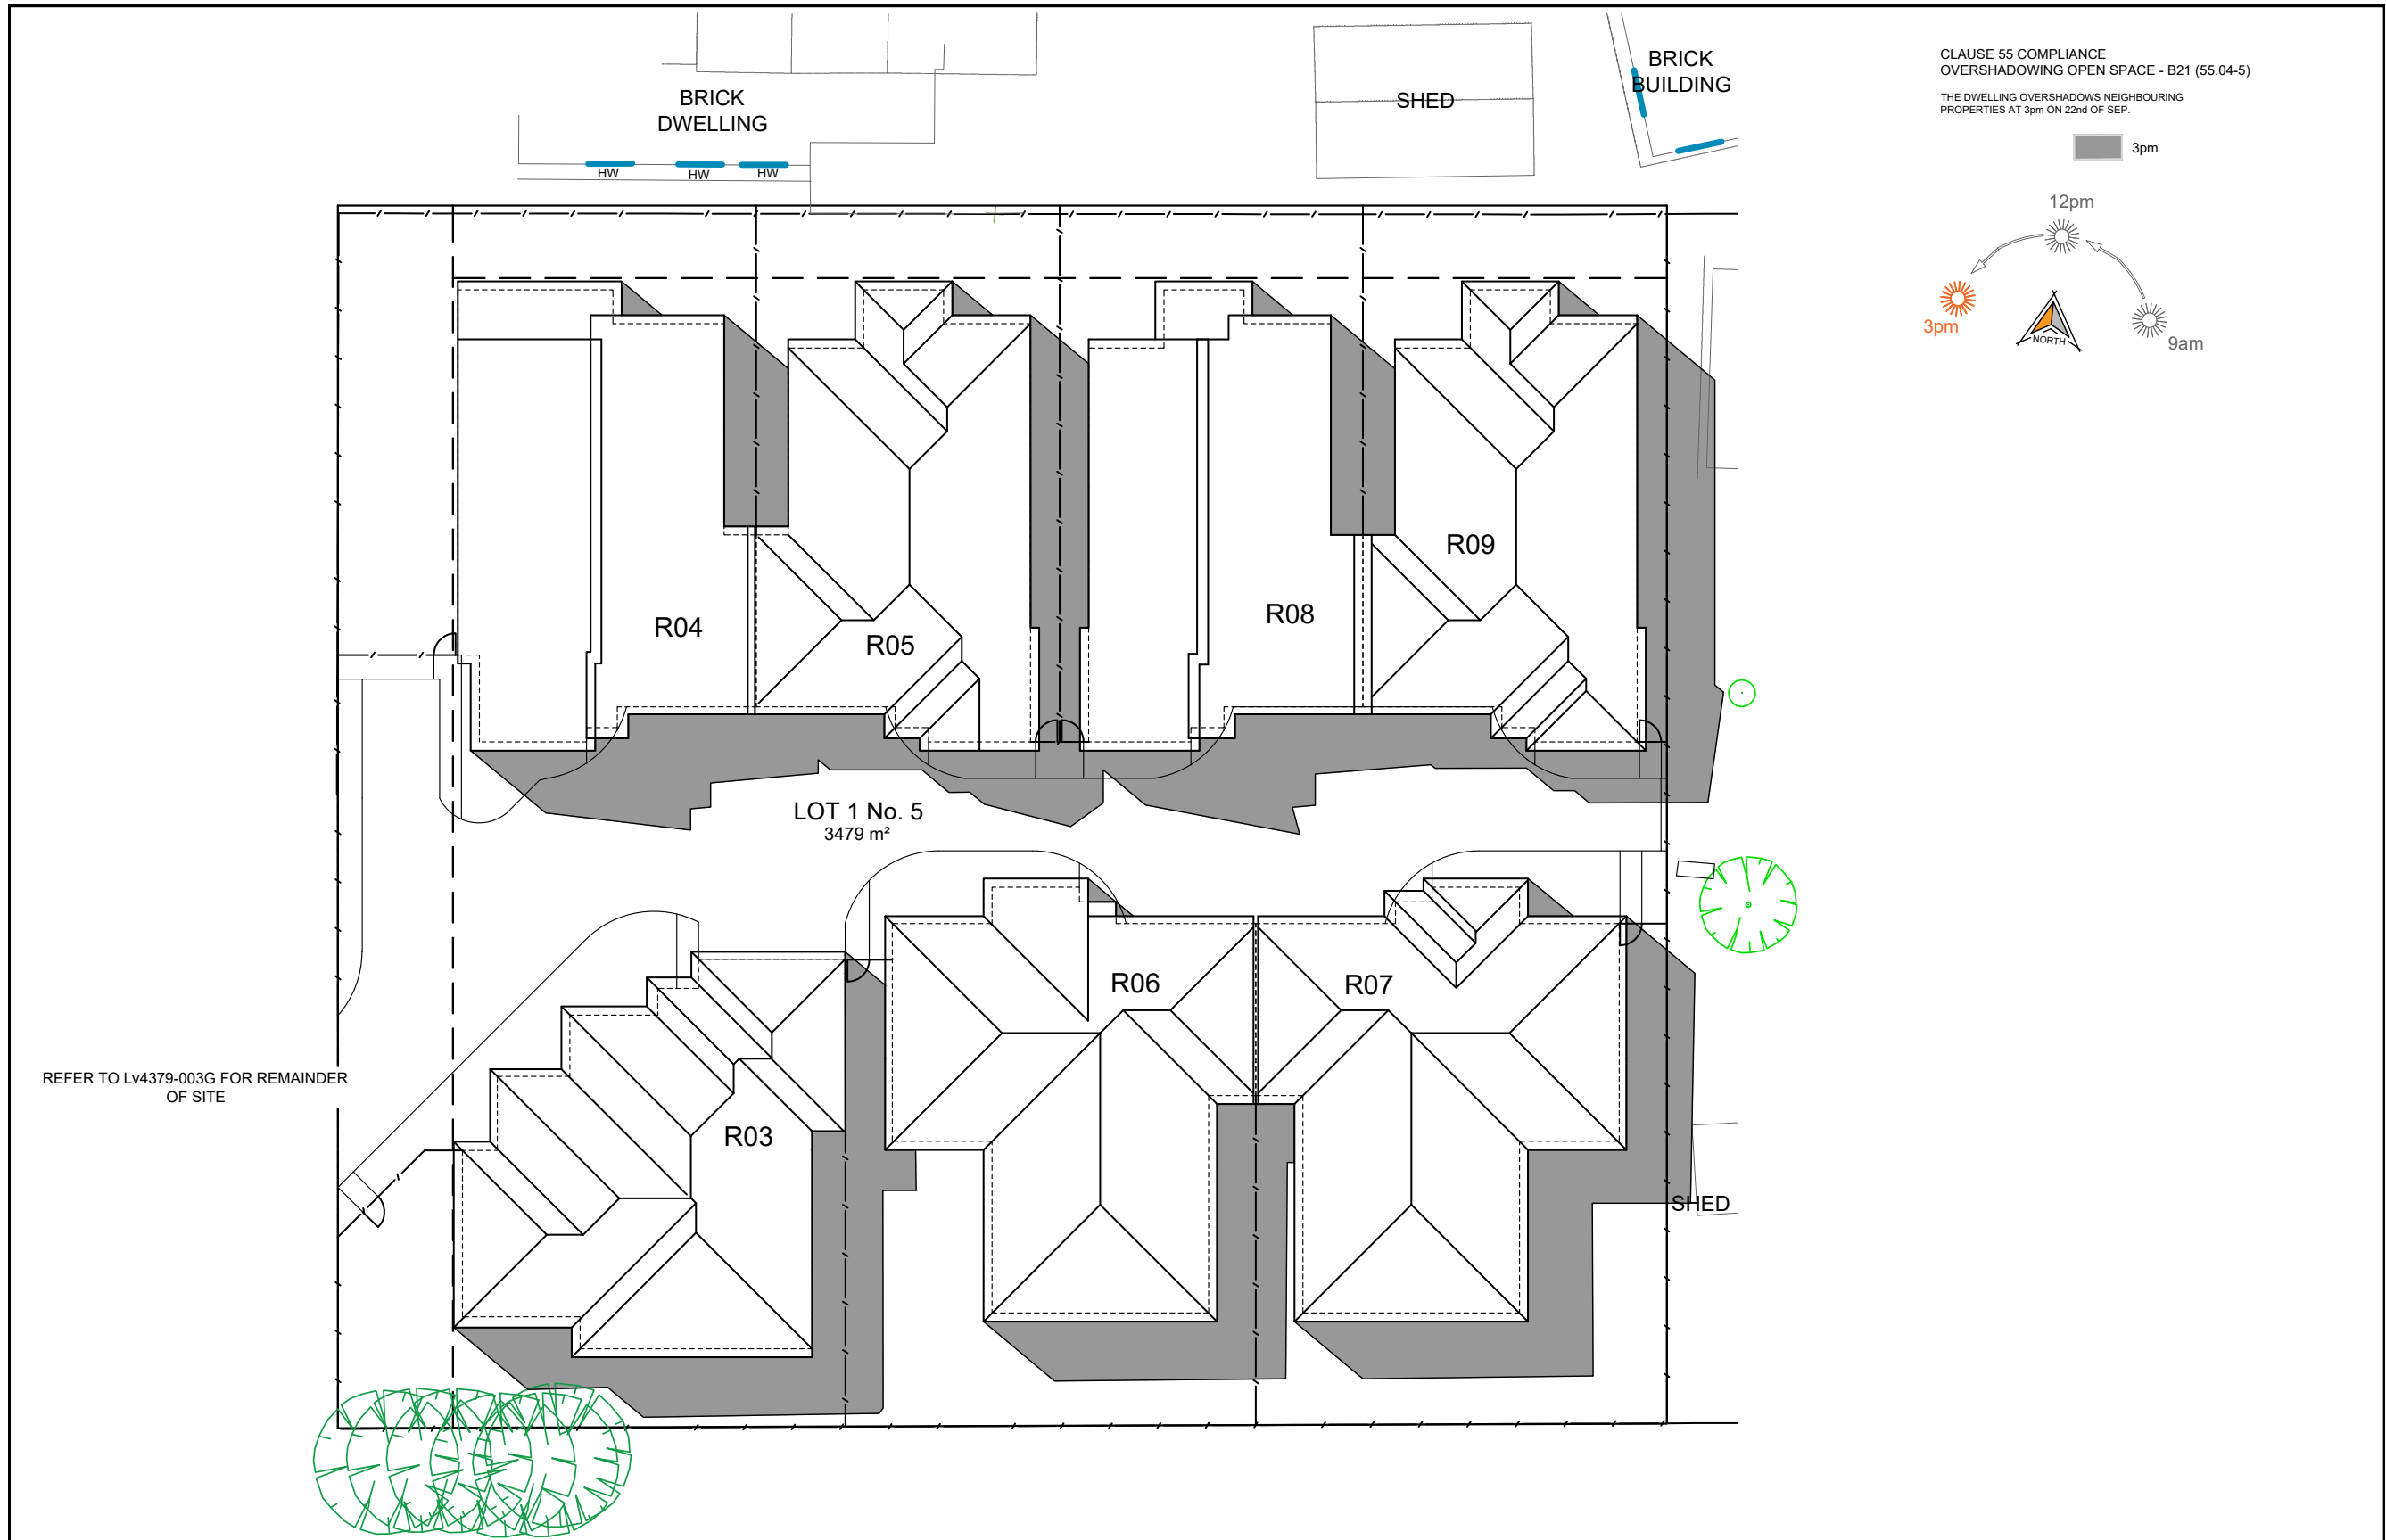 CLAUSE 55 COMPLIANCE
OVERSHADOWING OPEN SPACE - B21 (55.04-5)
THE DWELLING OVERSHADOWS NEIGHBOURING
PROPERTIES AT 3pm ON 22nd OF SEP.
3pm
12pm
3pm
9am
NORTH
BRICK
DWELLING
HW
HW
HW
SHED
BRICK
BUILDING
R04
R05
R08
R09
LOT 1 No. 5
3479 m²
R03
R06
R07
REFER TO Lv4379-003G FOR REMAINDER
OF SITE
SHED